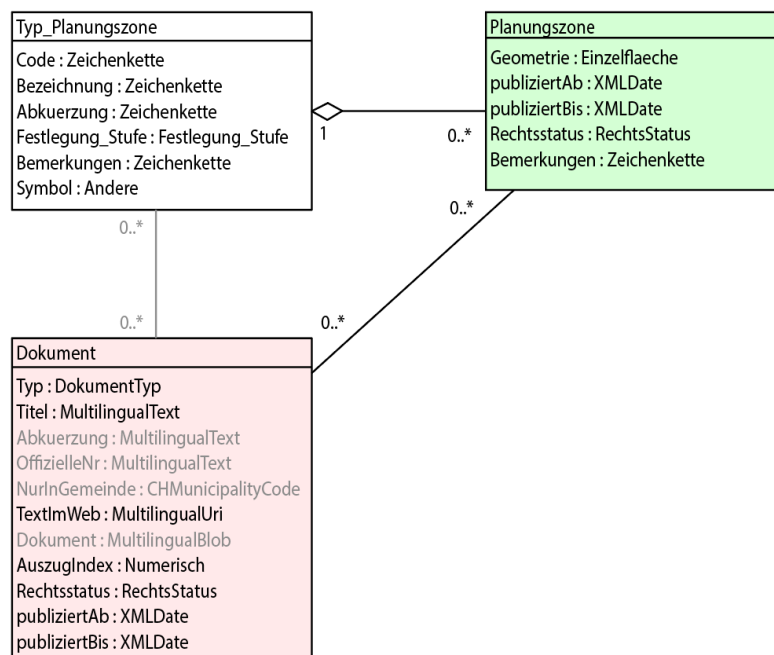 Typ_Planungszone
Code : Zeichenkette
Bezeichnung : Zeichenkette
Abkuerzung : Zeichenkette
Festlegung_Stufe : Festlegung_Stufe
Bemerkungen : Zeichenkette
Symbol : Andere
1
0..*
Planungszone
Geometrie : Einzelflaeche
publiziertAb : XMLDate
publiziertBis : XMLDate
Rechtsstatus : RechtsStatus
Bemerkungen : Zeichenkette
0..*
0..*
0..*
0..*
Dokument
Typ : DokumentTyp
Titel : MultilingualText
Abkuerzung : MultilingualText
OffizielleNr : MultilingualText
NurInGemeinde : CHMunicipalityCode
TextImWeb : MultilingualUri
Dokument : MultilingualBlob
AuszugIndex : Numerisch
Rechtsstatus : RechtsStatus
publiziertAb : XMLDate
publiziertBis : XMLDate